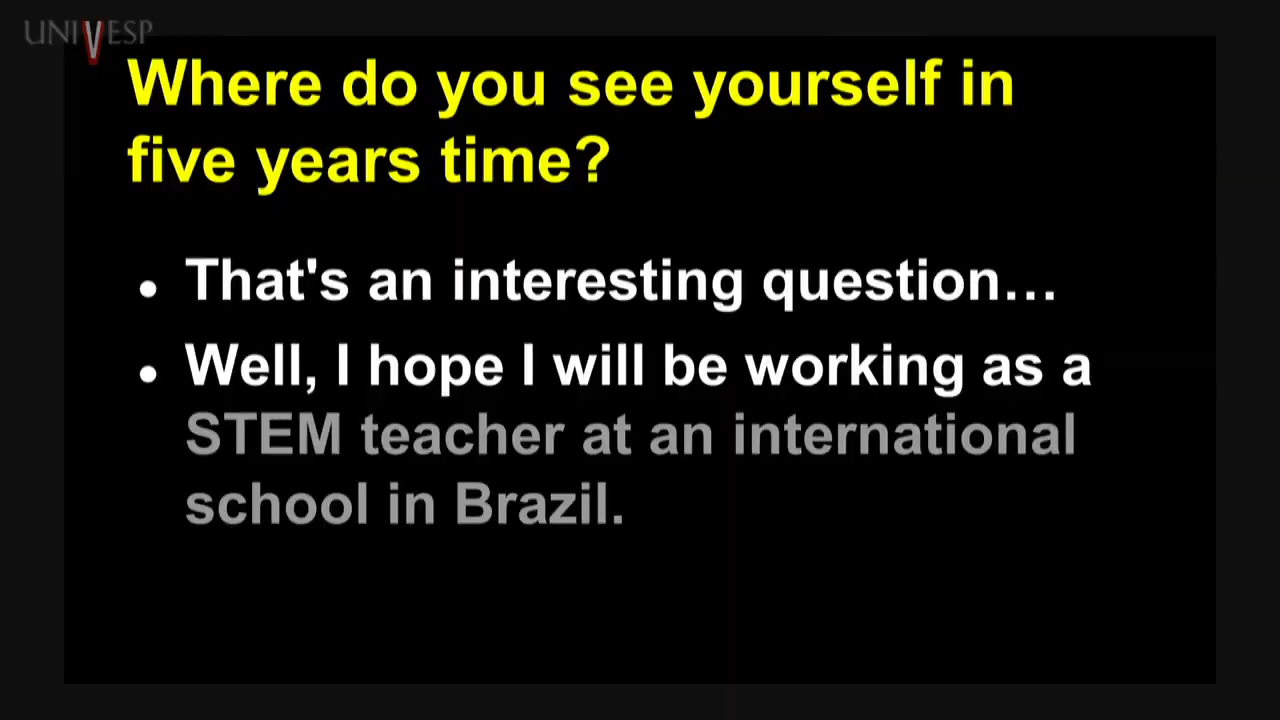 UNIVESP
Where do you see yourself in
five years time?
• That's an interesting question…
• Well, I hope I will be working as a
STEM teacher at an international
school in Brazil.